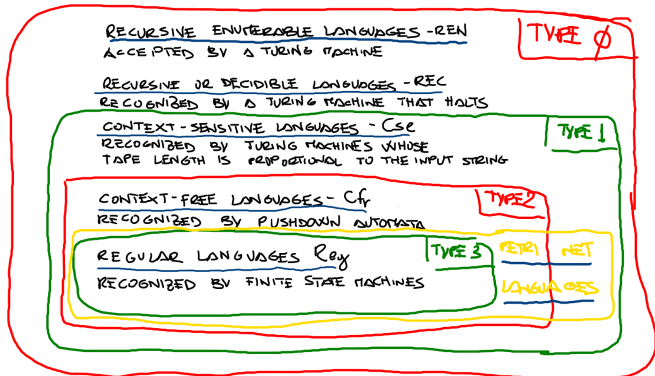 RECURSIVE ENUMERABLE LANGUAGES - REN
TYPE Ø
ACCEPTED BY A TURING MACHINE
RECURSIVE OR DECIDIBLE LANGUAGES - REC
RECOGNIZED BY A TURING MACHINE THAT HALTS
CONTEXT-SENSITIVE LANGUAGES - Cse
TYPE 1
RECOGNIZED BY TURING MACHINES WHOSE
TAPE LENGTH IS PROPORTIONAL TO THE INPUT STRING
CONTEXT-FREE LANGUAGES - Cfr
TYPE 2
RECOGNIZED BY PUSHDOWN AUTOMATA
REGULAR LANGUAGES Reg
TYPE 3
PETRI NET
RECOGNIZED BY FINITE STATE MACHINES
LANGUAGES